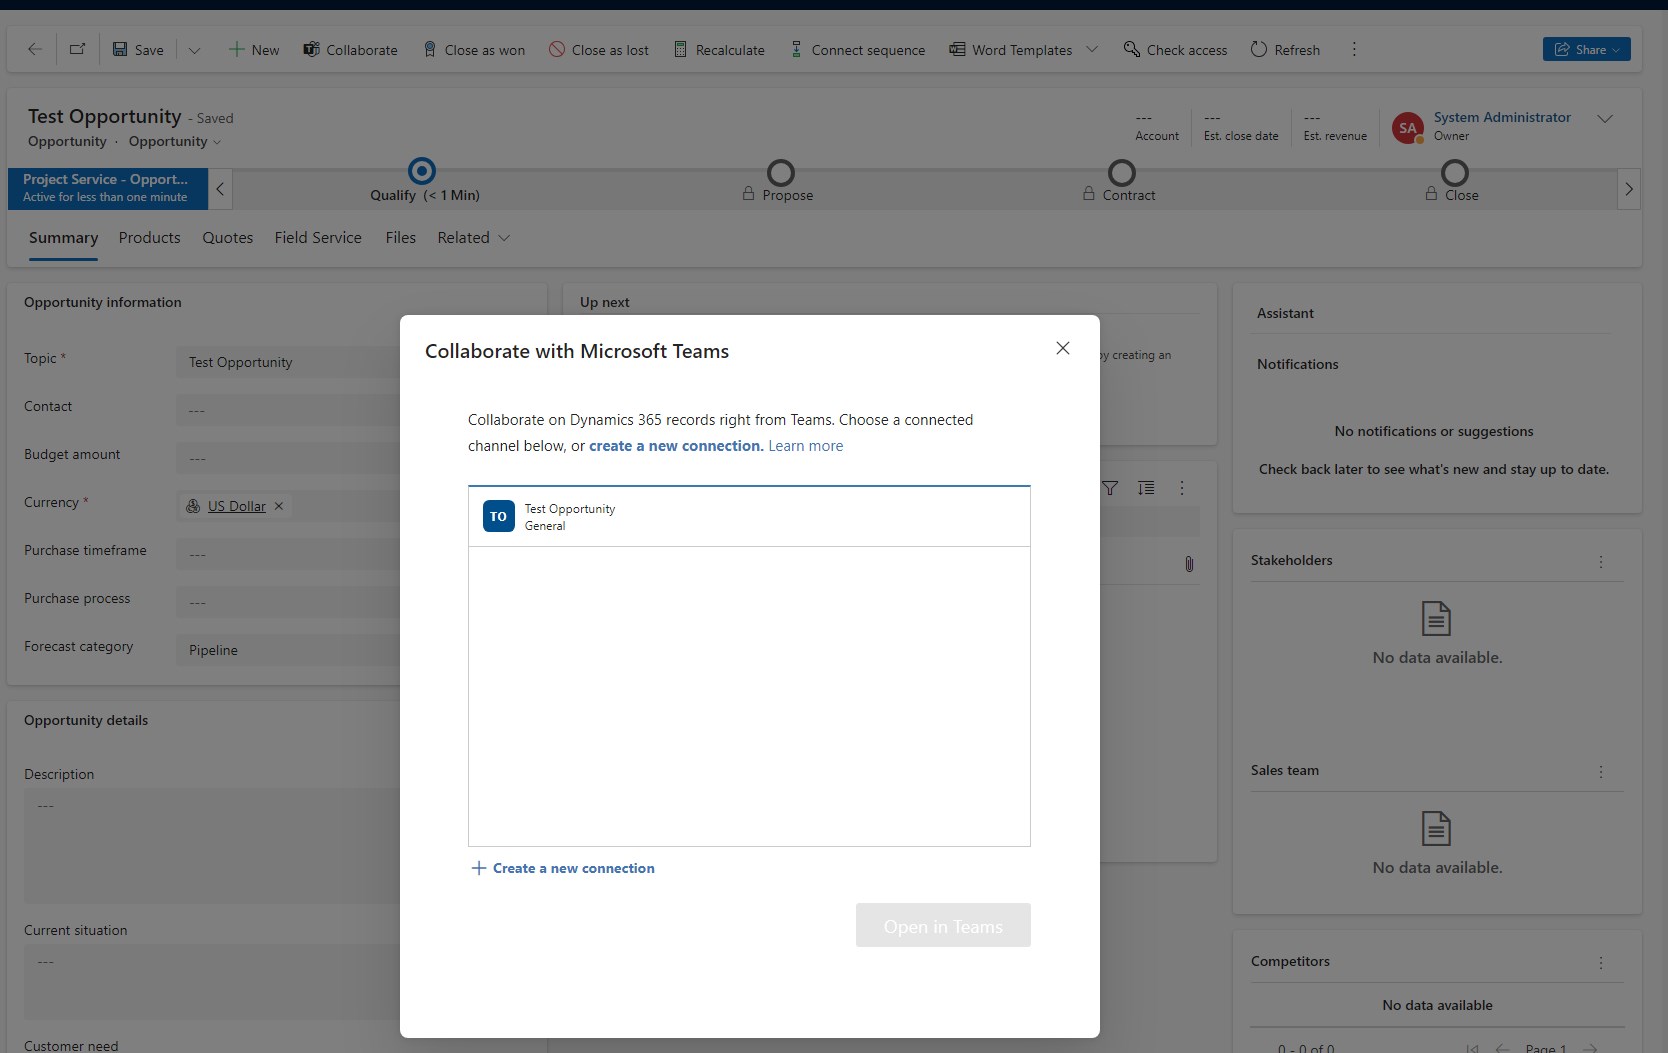 Save
New
Collaborate
Close as won
Close as lost
Recalculate
Connect sequence
Word Templates
Check access
Refresh
Share
Test Opportunity - Saved
Opportunity · Opportunity
---
Account
---
Est. close date
---
Est. revenue
SA
System Administrator
Owner
Project Service - Opport...
Active for less than one minute
Qualify (< 1 Min)
Propose
Contract
Close
Summary
Products
Quotes
Field Service
Files
Related
Opportunity information
Topic *
Test Opportunity
Contact
---
Budget amount
---
Currency *
US Dollar
Purchase timeframe
---
Purchase process
---
Forecast category
Pipeline
Opportunity details
Description
---
Current situation
---
Customer need
Up next
by creating an
Collaborate with Microsoft Teams
Collaborate on Dynamics 365 records right from Teams. Choose a connected
channel below, or create a new connection. Learn more
TO
Test Opportunity
General
Create a new connection
Open in Teams
Assistant
Notifications
No notifications or suggestions
Check back later to see what's new and stay up to date.
Stakeholders
No data available.
Sales team
No data available.
Competitors
No data available
0 - 0 of 0
Page 1